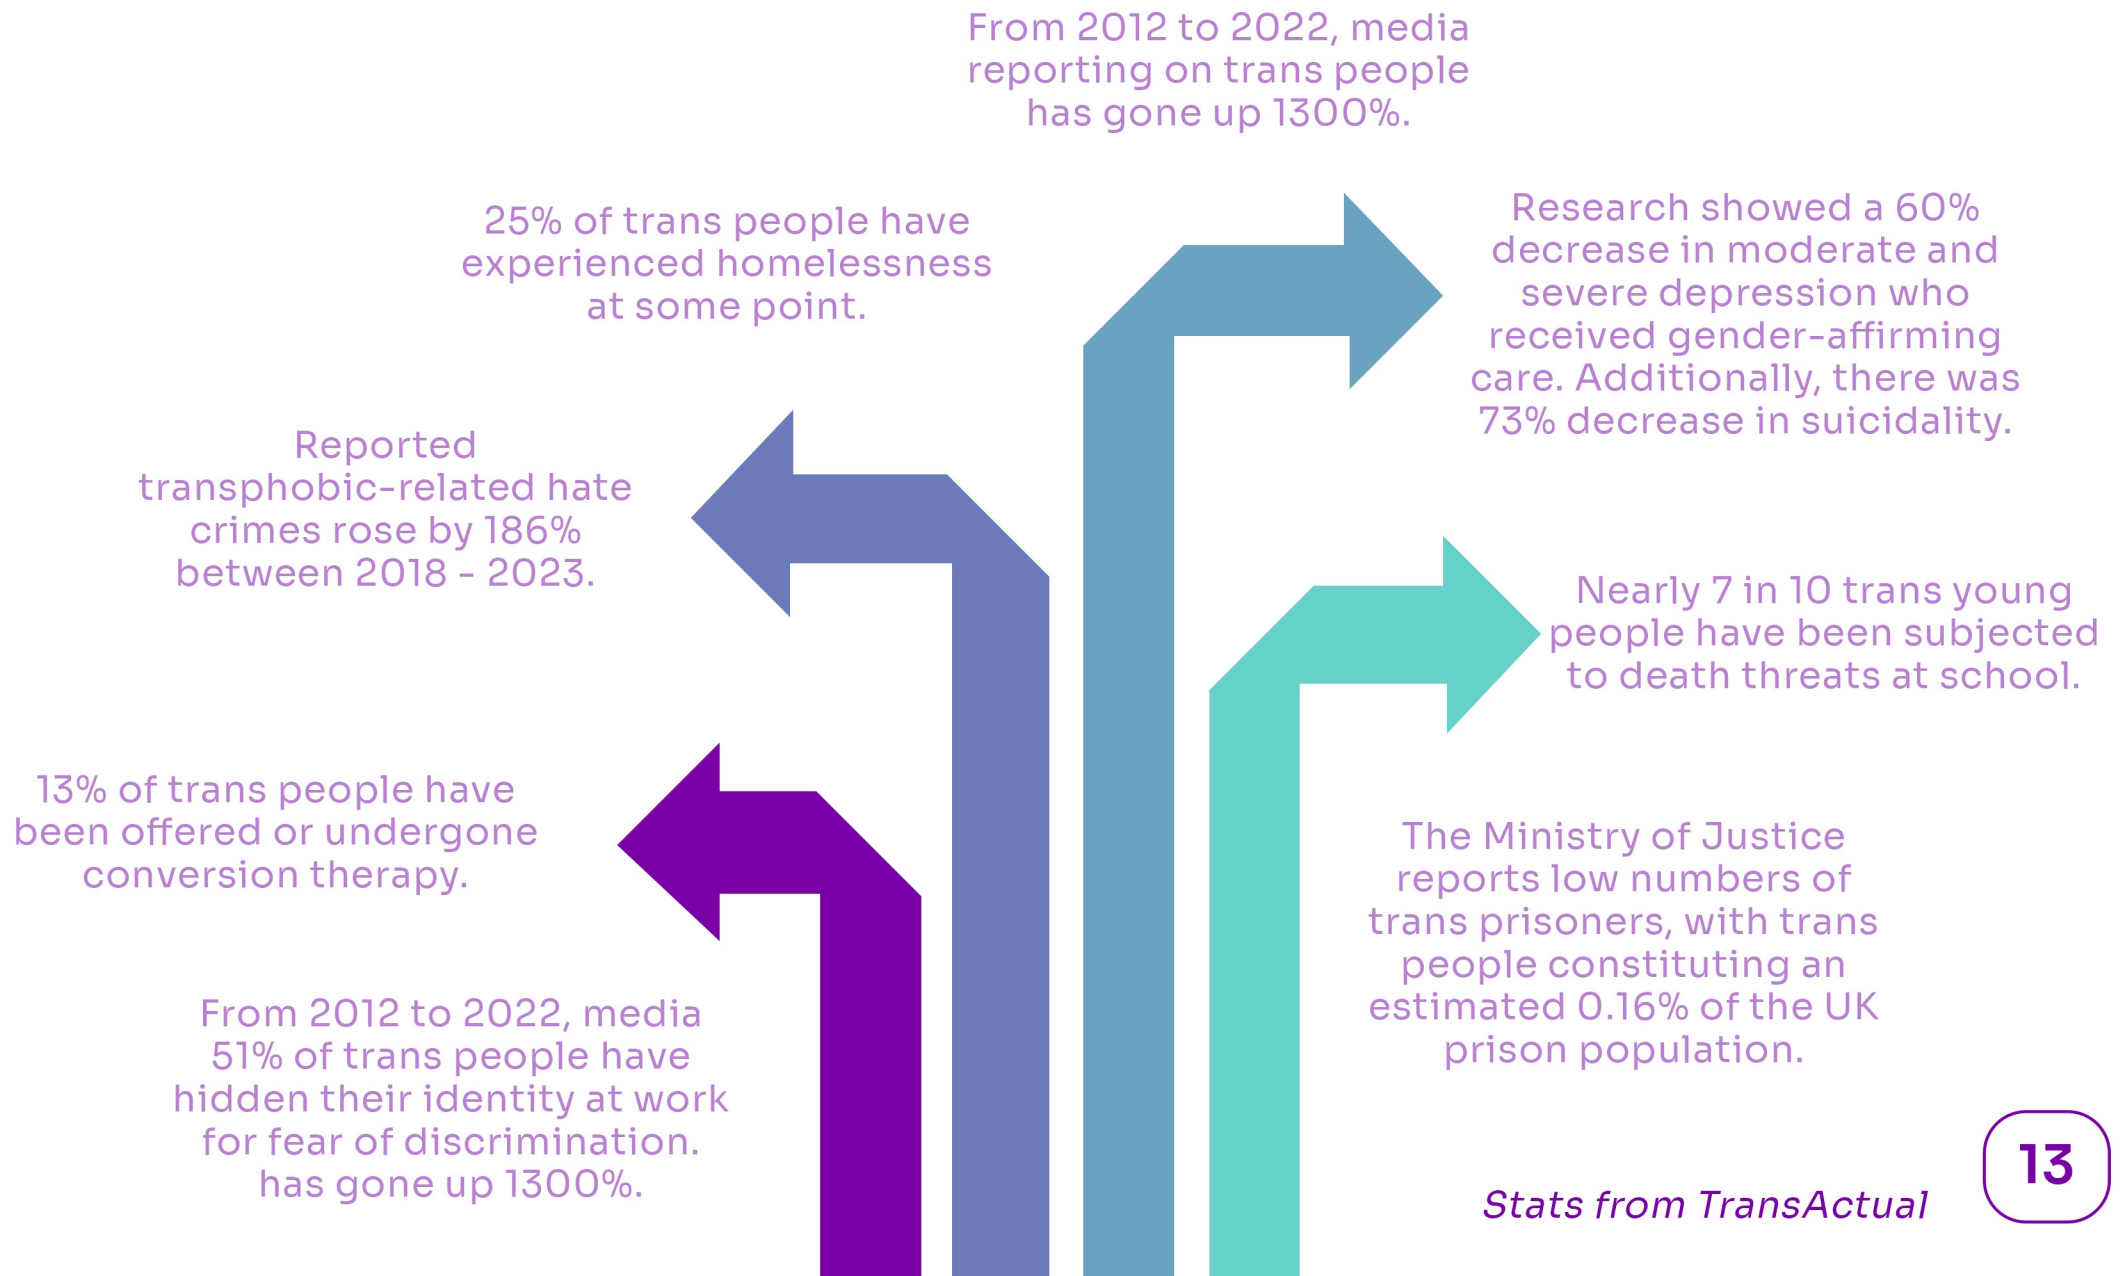 From 2012 to 2022, media
reporting on trans people
has gone up 1300%.
25% of trans people have
experienced homelessness
at some point.
Research showed a 60%
decrease in moderate and
severe depression who
received gender-affirming
care. Additionally, there was
73% decrease in suicidality.
Reported
transphobic-related hate
crimes rose by 186%
between 2018 - 2023.
Nearly 7 in 10 trans young
people have been subjected
to death threats at school.
13% of trans people have
been offered or undergone
conversion therapy.
The Ministry of Justice
reports low numbers of
trans prisoners, with trans
people constituting an
estimated 0.16% of the UK
prison population.
From 2012 to 2022, media
51% of trans people have
hidden their identity at work
for fear of discrimination.
has gone up 1300%.
Stats from TransActual
13